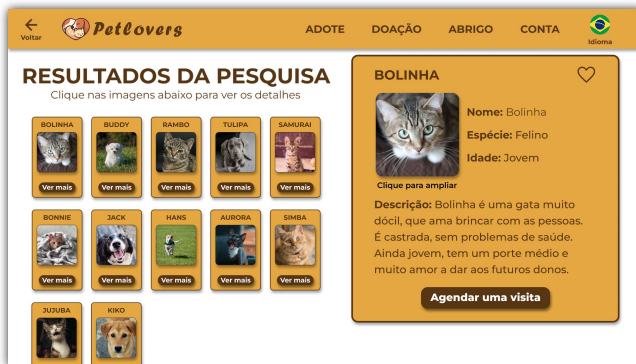 Voltar
Petlovers
ADOTE
DOAÇÃO
ABRIGO
CONTA
Idioma
RESULTADOS DA PESQUISA
Clique nas imagens abaixo para ver os detalhes
BOLINHA
BUDDY
RAMBO
TULIPA
SAMURAI
Ver mais
Ver mais
Ver mais
Ver mais
Ver mais
BONNIE
JACK
HANS
AURORA
SIMBA
Ver mais
Ver mais
Ver mais
Ver mais
Ver mais
JUJUBA
KIKO
BOLINHA
Nome: Bolinha
Espécie: Felino
Idade: Jovem
Clique para ampliar
Descrição: Bolinha é uma gata muito
dócil, que ama brincar com as pessoas.
É castrada, sem problemas de saúde.
Ainda jovem, tem um porte médio e
muito amor a dar aos futuros donos.
Agendar uma visita